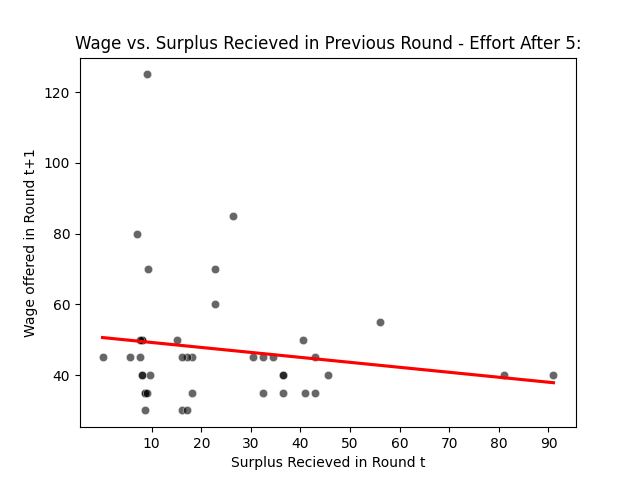 Wage vs. Surplus Recieved in Previous Round - Effort After 5:
120
100
80
60
40
Wage offered in Round t+1
10 20 30 40 50 60 70 80 90
Surplus Recieved in Round t